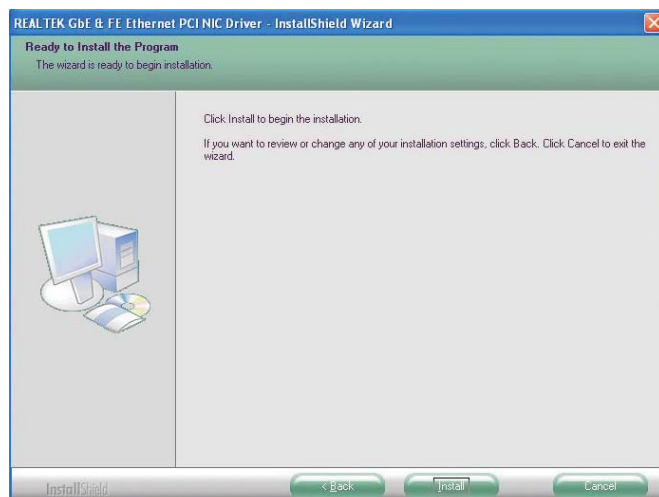 REALTEK GbE & FE Ethernet PCI NIC Driver - InstallShield Wizard
Ready to Install the Program
The wizard is ready to begin installation.
Click Install to begin the installation.
If you want to review or change any of your installation settings, click Back. Click Cancel to exit the
wizard.
InstallShield
< Back
Install
Cancel